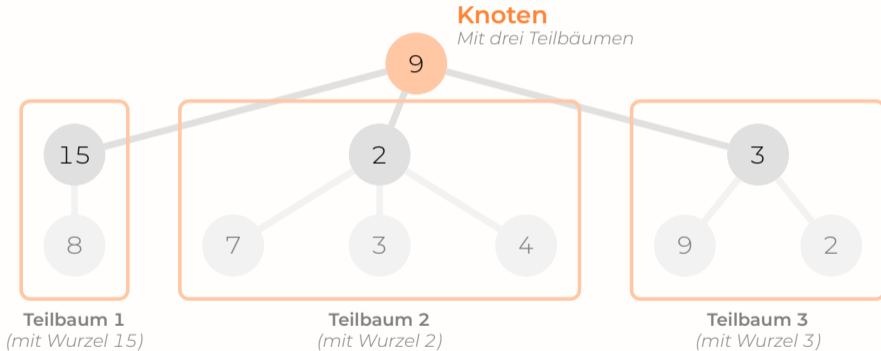 Knoten
Mit drei Teilbäumen
9
15
2
3
8
7
3
4
9
2
Teilbaum 1
(mit Wurzel 15)
Teilbaum 2
(mit Wurzel 2)
Teilbaum 3
(mit Wurzel 3)